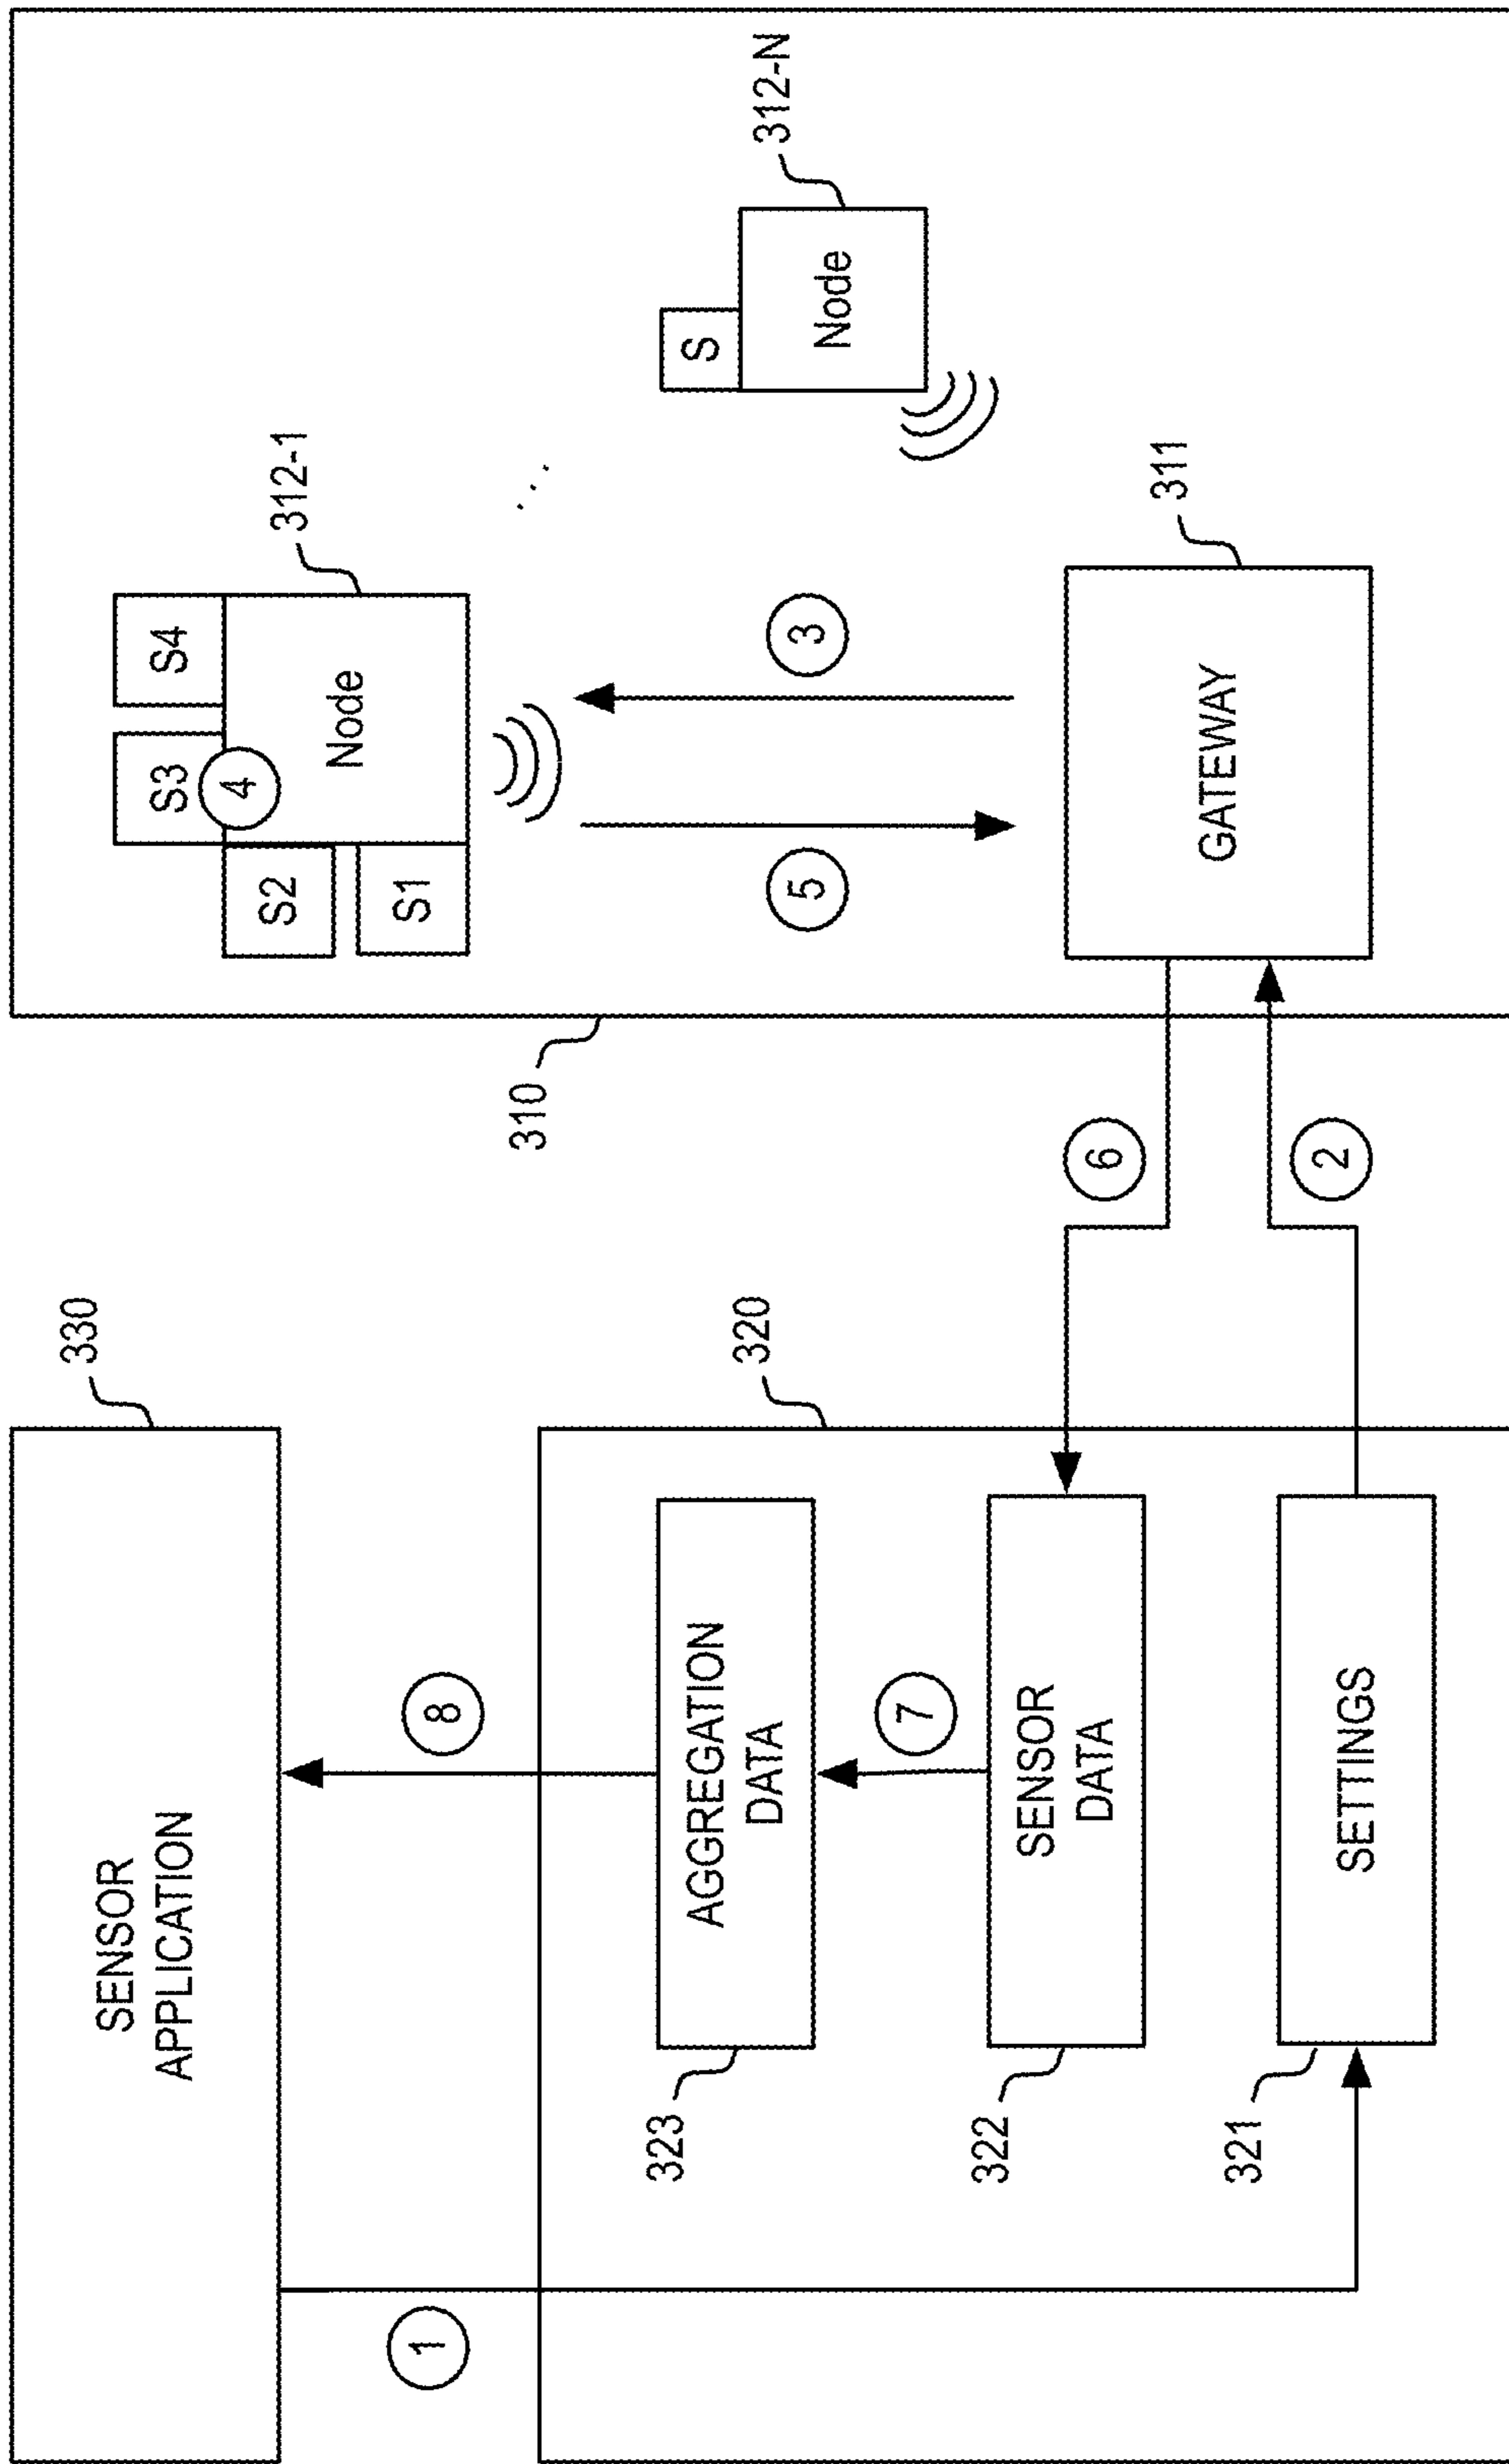 330
SENSOR
APPLICATION
1
8
320
323
AGGREGATION
DATA
7
322
SENSOR
DATA
321
SETTINGS
6
2
310
S3
S4
4
S2
S1
Node
312-1
...
S
Node
312-N
5
3
311
GATEWAY